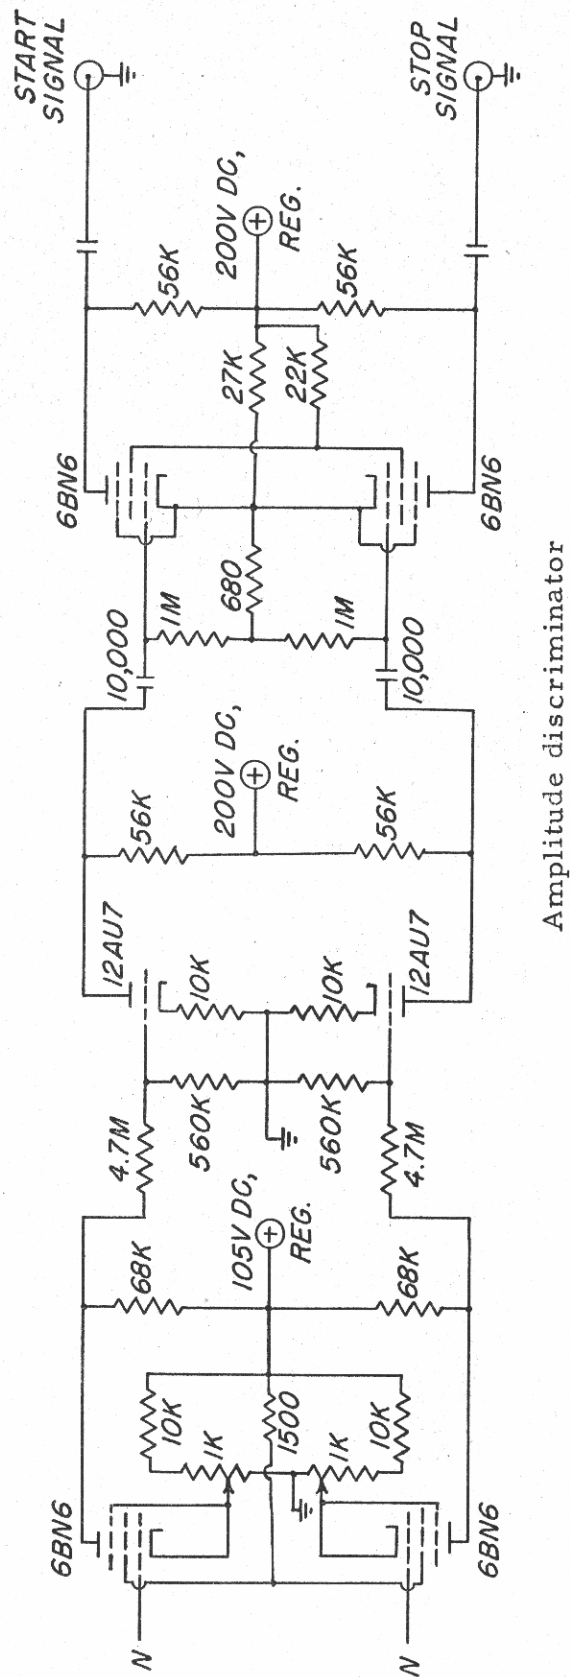 START
SIGNAL
STOP
SIGNAL
200V DC,
REG.
56K
56K
27K
22K
6BN6
6BN6
680
1M
1M
10,000
10,000
200V DC,
REG.
56K
56K
12AU7
12AU7
10K
10K
560K
560K
4.7M
4.7M
105V DC,
REG.
68K
68K
10K
1K
1500
1K
10K
6BN6
6BN6
N
N
Amplitude discriminator